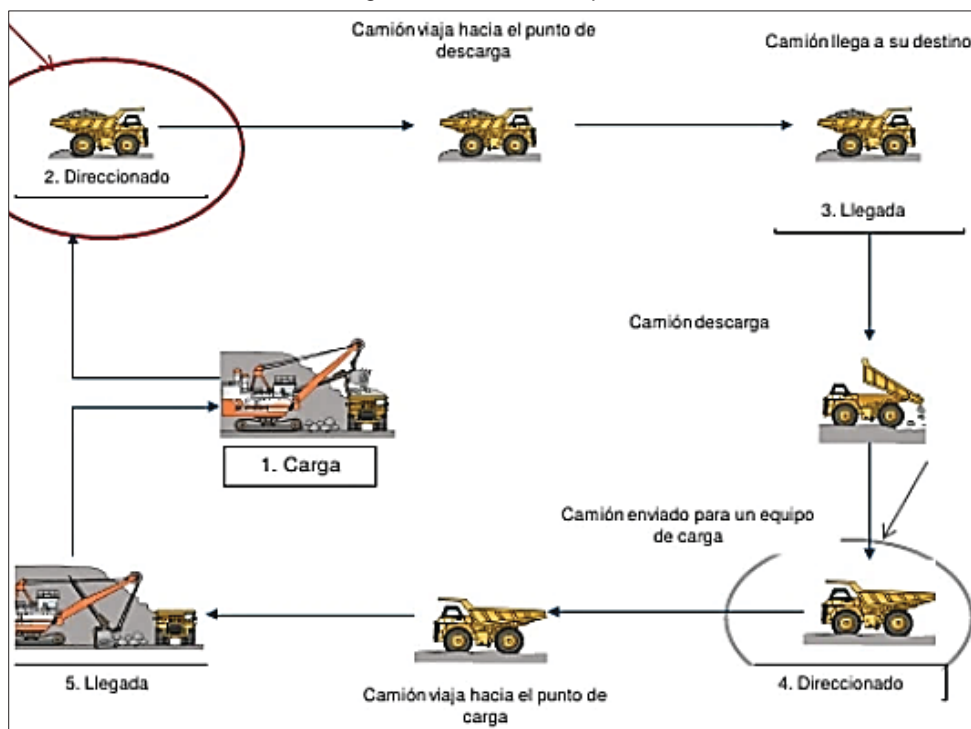 Camión viaja hacia el punto de
descarga
Camión llega a su destino
2. Direccionado
3. Llegada
Camión descarga
1. Carga
Camión enviado para un equipo
de carga
5. Llegada
Camión viaja hacia el punto de
carga
4. Direccionado